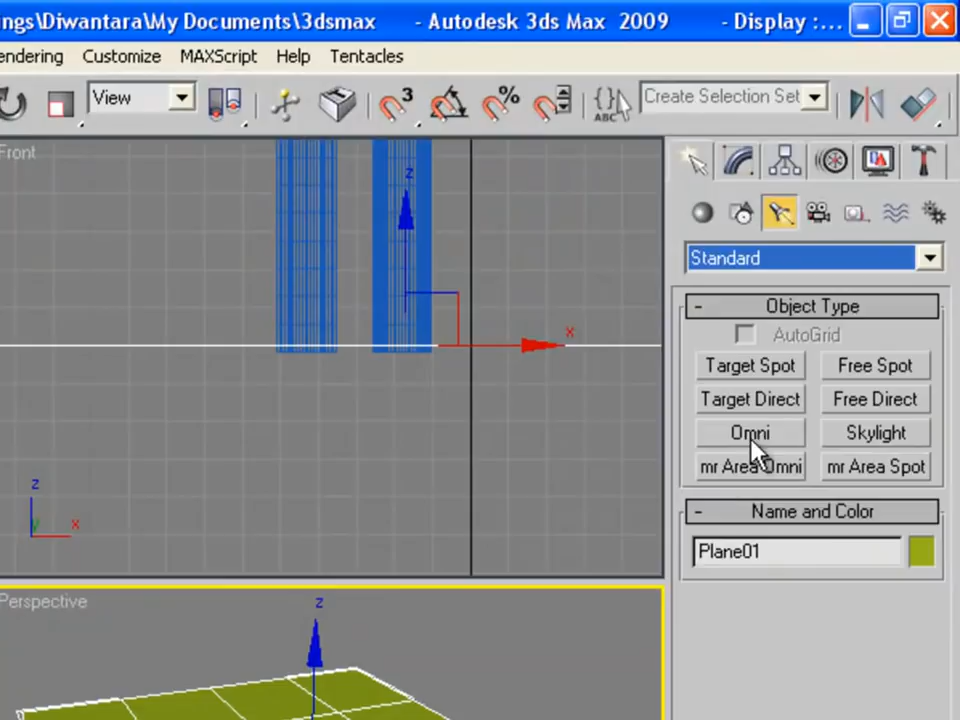 ngs\Diwantara\My Documents\3dsmax - Autodesk 3ds Max 2009 - Display :...
endering Customize MAXScript Help Tentacles
View 3 % ABC Create Selection Set
Front
z
x
Standard
- Object Type
AutoGrid
Target Spot Free Spot
Target Direct Free Direct
Omni Skylight
mr Area Omni mr Area Spot
z
y x
- Name and Color
Plane01
Perspective
z